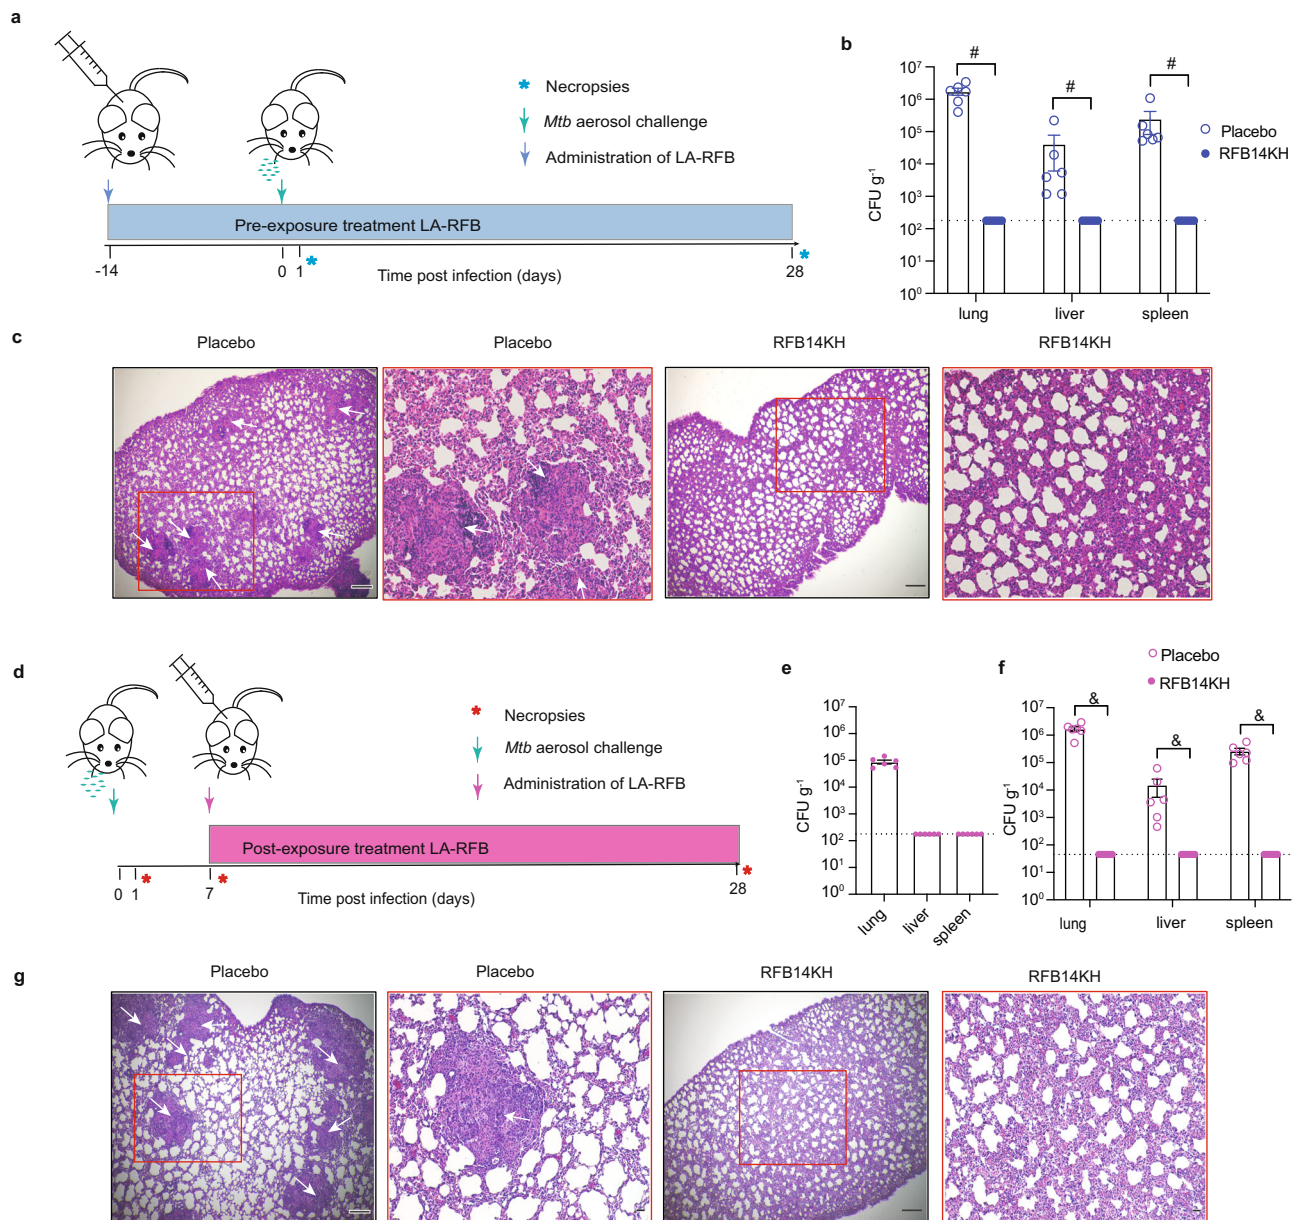 a
Necropsies
Mtb aerosol challenge
Administration of LA-RFB
Pre-exposure treatment LA-RFB
-14
0
1
28
Time post infection (days)
b
10⁷
10⁶
10⁵
10⁴
10³
10²
10¹
10⁰
CFU g⁻¹
#
#
#
Placebo
RFB14KH
lung
liver
spleen
c
Placebo
Placebo
RFB14KH
RFB14KH
d
Necropsies
Mtb aerosol challenge
Administration of LA-RFB
Post-exposure treatment LA-RFB
0
1
7
28
Time post infection (days)
e
10⁷
10⁶
10⁵
10⁴
10³
10²
10¹
10⁰
CFU g⁻¹
lung
liver
spleen
f
Placebo
RFB14KH
10⁷
10⁶
10⁵
10⁴
10³
10²
10¹
10⁰
CFU g⁻¹
&
&
&
lung
liver
spleen
g
Placebo
Placebo
RFB14KH
RFB14KH